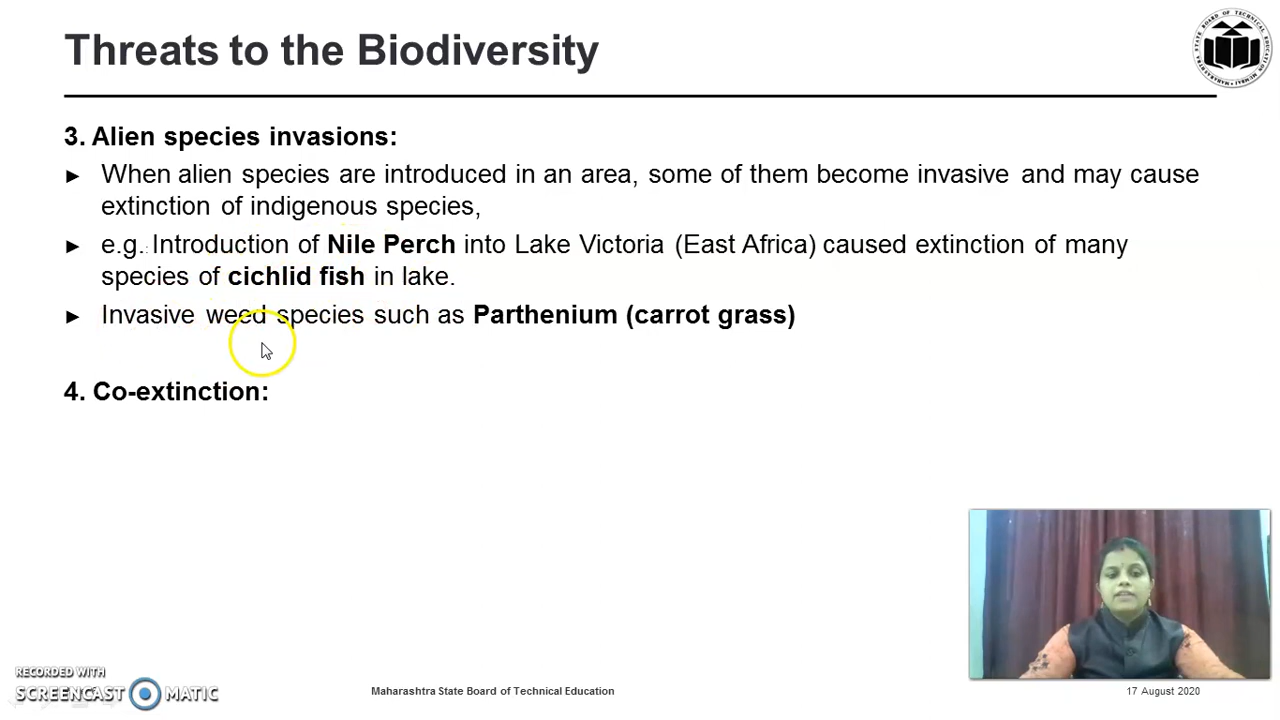 Threats to the Biodiversity
3. Alien species invasions:
► When alien species are introduced in an area, some of them become invasive and may cause
extinction of indigenous species,
► e.g. Introduction of Nile Perch into Lake Victoria (East Africa) caused extinction of many
species of cichlid fish in lake.
► Invasive weed species such as Parthenium (carrot grass)
4. Co-extinction:
RECORDED WITH
SCREENCAST MATIC
Maharashtra State Board of Technical Education
17 August 2020